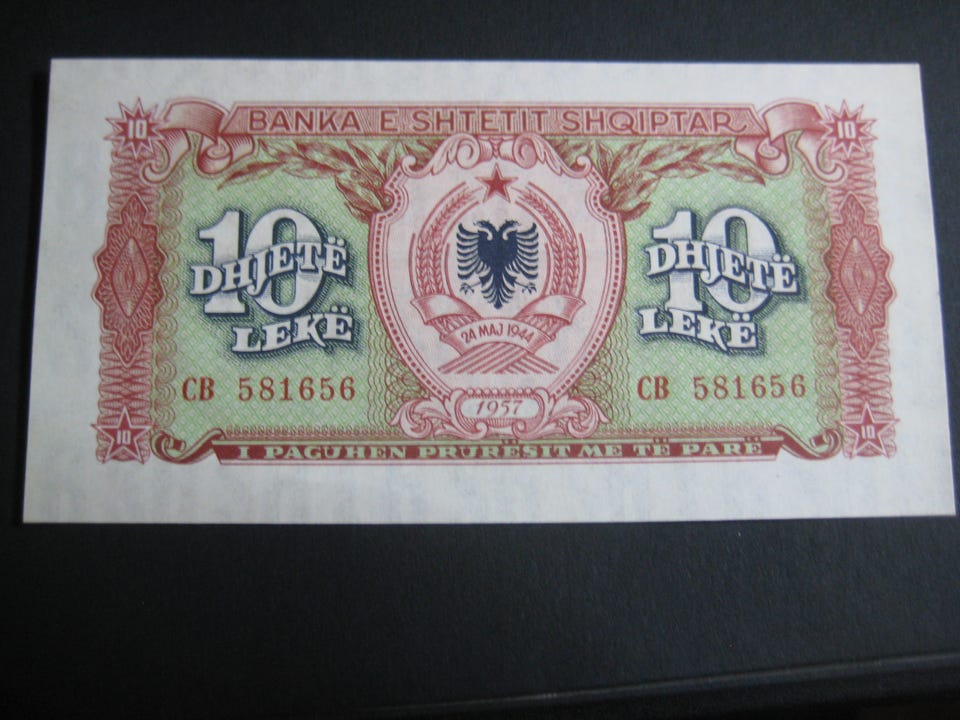 BANKA E SHTETIT SHQIPTAR
10 10
10 DHJETË LEKË
10 DHJETË LEKË
24 MAJ 1944
CB 581656
CB 581656
1957
10 10
I PAGUHEN PRURËSIT ME TË PARË